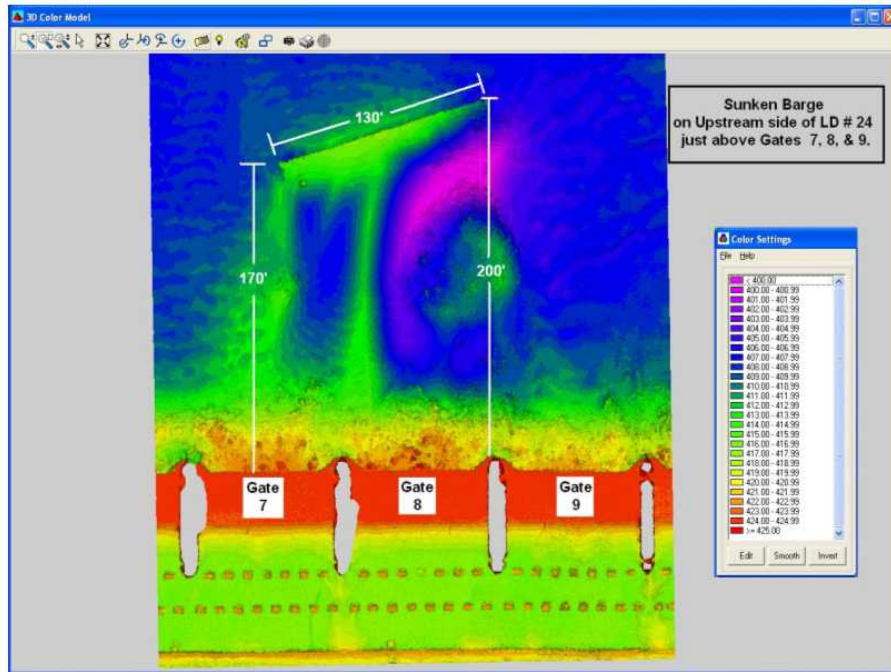 3D Color Model
130'
Sunken Barge
on Upstream side of LD # 24
just above Gates 7, 8, & 9.
170'
200'
Gate
7
Gate
8
Gate
9
Color Settings
File Help
< 400.00
400.00 - 400.99
401.00 - 401.99
402.00 - 402.99
403.00 - 403.99
404.00 - 404.99
405.00 - 405.99
406.00 - 406.99
407.00 - 407.99
408.00 - 408.99
409.00 - 409.99
410.00 - 410.99
411.00 - 411.99
412.00 - 412.99
413.00 - 413.99
414.00 - 414.99
415.00 - 415.99
416.00 - 416.99
417.00 - 417.99
418.00 - 418.99
419.00 - 419.99
420.00 - 420.99
421.00 - 421.99
422.00 - 422.99
423.00 - 423.99
424.00 - 424.99
>= 425.00
Edit Smooth Invert